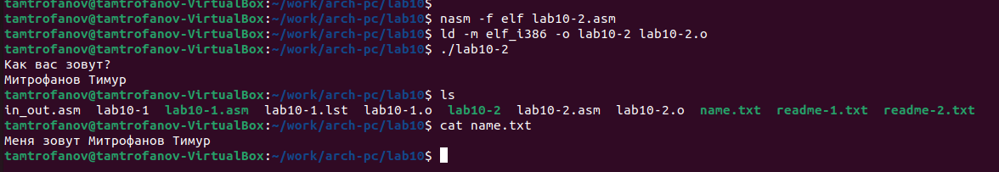 tamtrofanov@tamtrofanov-VirtualBox:~/work/arch-pc/lab10$
tamtrofanov@tamtrofanov-VirtualBox:~/work/arch-pc/lab10$ nasm -f elf lab10-2.asm
tamtrofanov@tamtrofanov-VirtualBox:~/work/arch-pc/lab10$ ld -m elf_i386 -o lab10-2 lab10-2.o
tamtrofanov@tamtrofanov-VirtualBox:~/work/arch-pc/lab10$ ./lab10-2
Как вас зовут?
Митрофанов Тимур
tamtrofanov@tamtrofanov-VirtualBox:~/work/arch-pc/lab10$ ls
in_out.asm lab10-1 lab10-1.asm lab10-1.lst lab10-1.o lab10-2 lab10-2.asm lab10-2.o name.txt readme-1.txt readme-2.txt
tamtrofanov@tamtrofanov-VirtualBox:~/work/arch-pc/lab10$ cat name.txt
Меня зовут Митрофанов Тимур
tamtrofanov@tamtrofanov-VirtualBox:~/work/arch-pc/lab10$